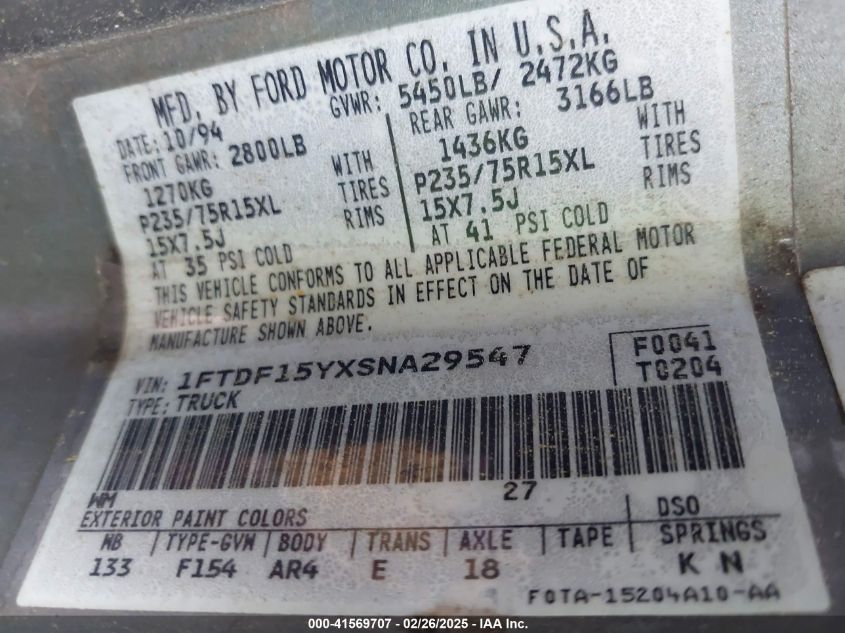 MFD. BY FORD MOTOR CO. IN U.S.A.
DATE: 10/94 GVWR: 5450LB/ 2472KG
FRONT GAWR: 2800LB REAR GAWR: 3166LB
1270KG WITH 1436KG WITH
P235/75R15XL TIRES P235/75R15XL TIRES
15X7.5J RIMS 15X7.5J RIMS
AT 35 PSI COLD AT 41 PSI COLD
THIS VEHICLE CONFORMS TO ALL APPLICABLE FEDERAL MOTOR
VEHICLE SAFETY STANDARDS IN EFFECT ON THE DATE OF
MANUFACTURE SHOWN ABOVE.
VIN: 1FTDF15YXSNA29547 F0041
TYPE: TRUCK T0204
WM 27
EXTERIOR PAINT COLORS DSO
WB TYPE-GVW BODY TRANS AXLE TAPE SPRINGS
133 F154 AR4 E 18 K N
F0TA-15204A10-AA
000-41569707 - 02/26/2025 - IAA Inc.